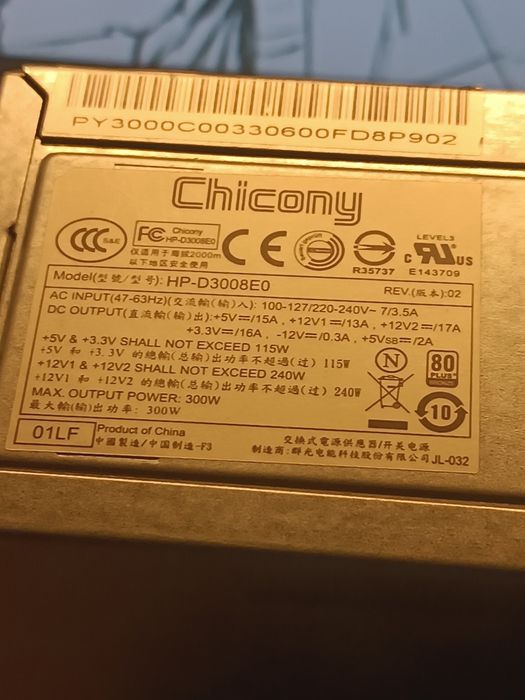 PY3000C00330600FD8P902
Chicony
CCC S&E
FC Chicony
HP-D3008E0
仅适用于海拔2000m
以下地区安全使用
CE
R35737
LEVEL3
c UL US
E143709
Model(型號/型号): HP-D3008E0 REV.(版本):02
AC INPUT(47-63Hz)(交流輸(输)入): 100-127/220-240V~ 7/3.5A
DC OUTPUT(直流輸(输)出):+5V⎓/15A , +12V1⎓/13A , +12V2⎓/17A
+3.3V⎓/16A , -12V⎓/0.3A , +5VSB⎓/2A
+5V & +3.3V SHALL NOT EXCEED 115W
+5V 和 +3.3V 的總輸(总输)出功率不超過(过) 115W
+12V1 & +12V2 SHALL NOT EXCEED 240W
+12V1 和 +12V2 的總輸(总输)出功率不超過(过) 240W
MAX. OUTPUT POWER: 300W
最大輸(输)出功率: 300W
N
80
PLUS
BRONZE
10
01LF
Product of China
中國製造/中国制造-F3
交換式電源供應器/开关电源
製造商: 群光电能科技股份有限公司 JL-032